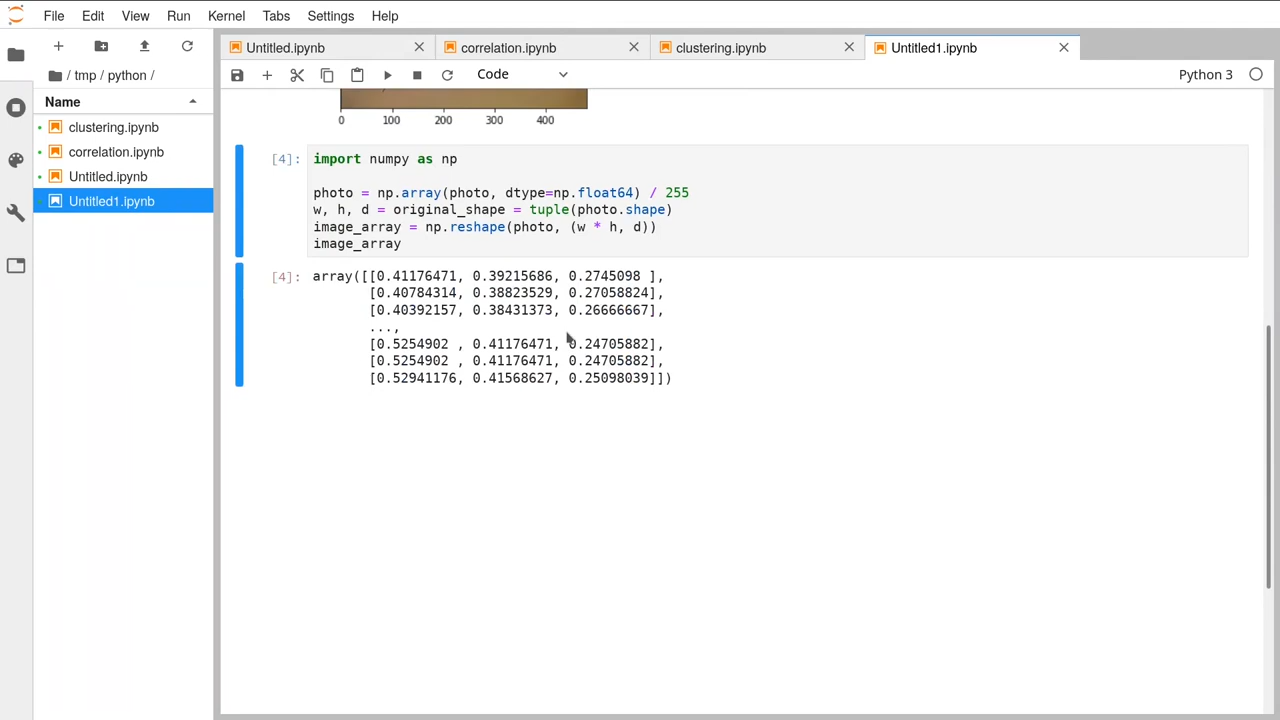 File Edit View Run Kernel Tabs Settings Help
Untitled.ipynb correlation.ipynb clustering.ipynb Untitled1.ipynb
/ tmp / python /
Code Python 3
Name
clustering.ipynb
correlation.ipynb
Untitled.ipynb
Untitled1.ipynb
0 100 200 300 400
[4]: import numpy as np
photo = np.array(photo, dtype=np.float64) / 255
w, h, d = original_shape = tuple(photo.shape)
image_array = np.reshape(photo, (w * h, d))
image_array
[4]: array([[0.41176471, 0.39215686, 0.2745098 ],
[0.40784314, 0.38823529, 0.27058824],
[0.40392157, 0.38431373, 0.26666667],
...,
[0.5254902 , 0.41176471, 0.24705882],
[0.5254902 , 0.41176471, 0.24705882],
[0.52941176, 0.41568627, 0.25098039]])